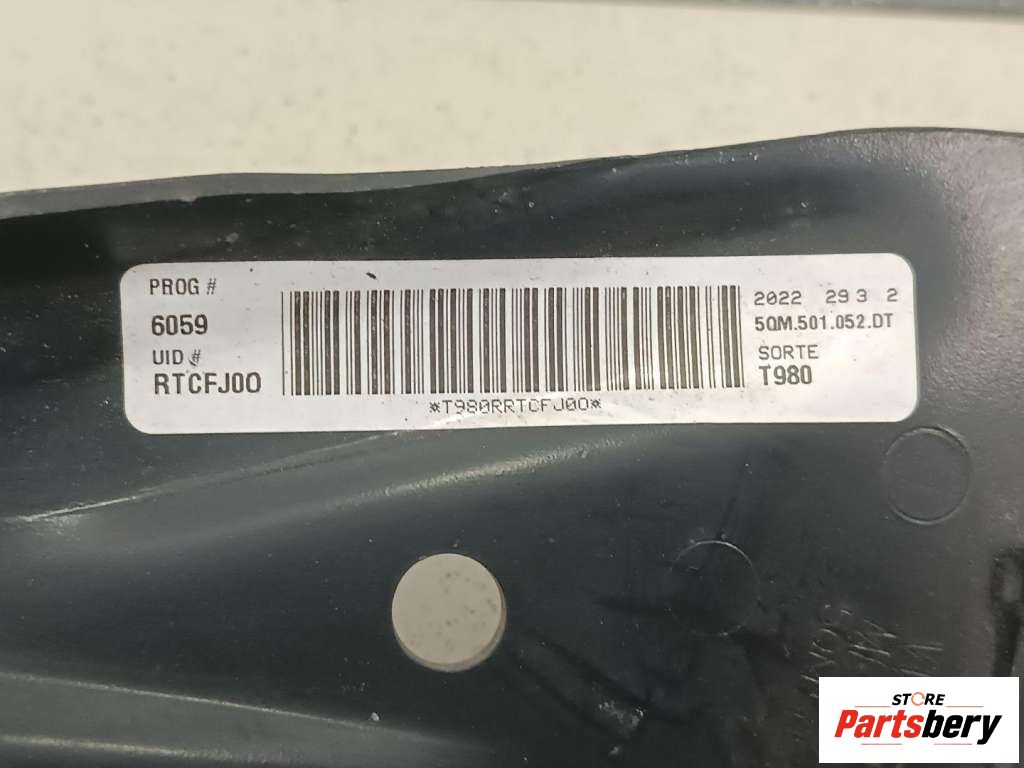 PROG #
6059
UID #
RTCFJ00
*T980RRTCFJ00*
2022 29 3 2
5QM.501.052.DT
SORTE
T980
STORE
Partsbery